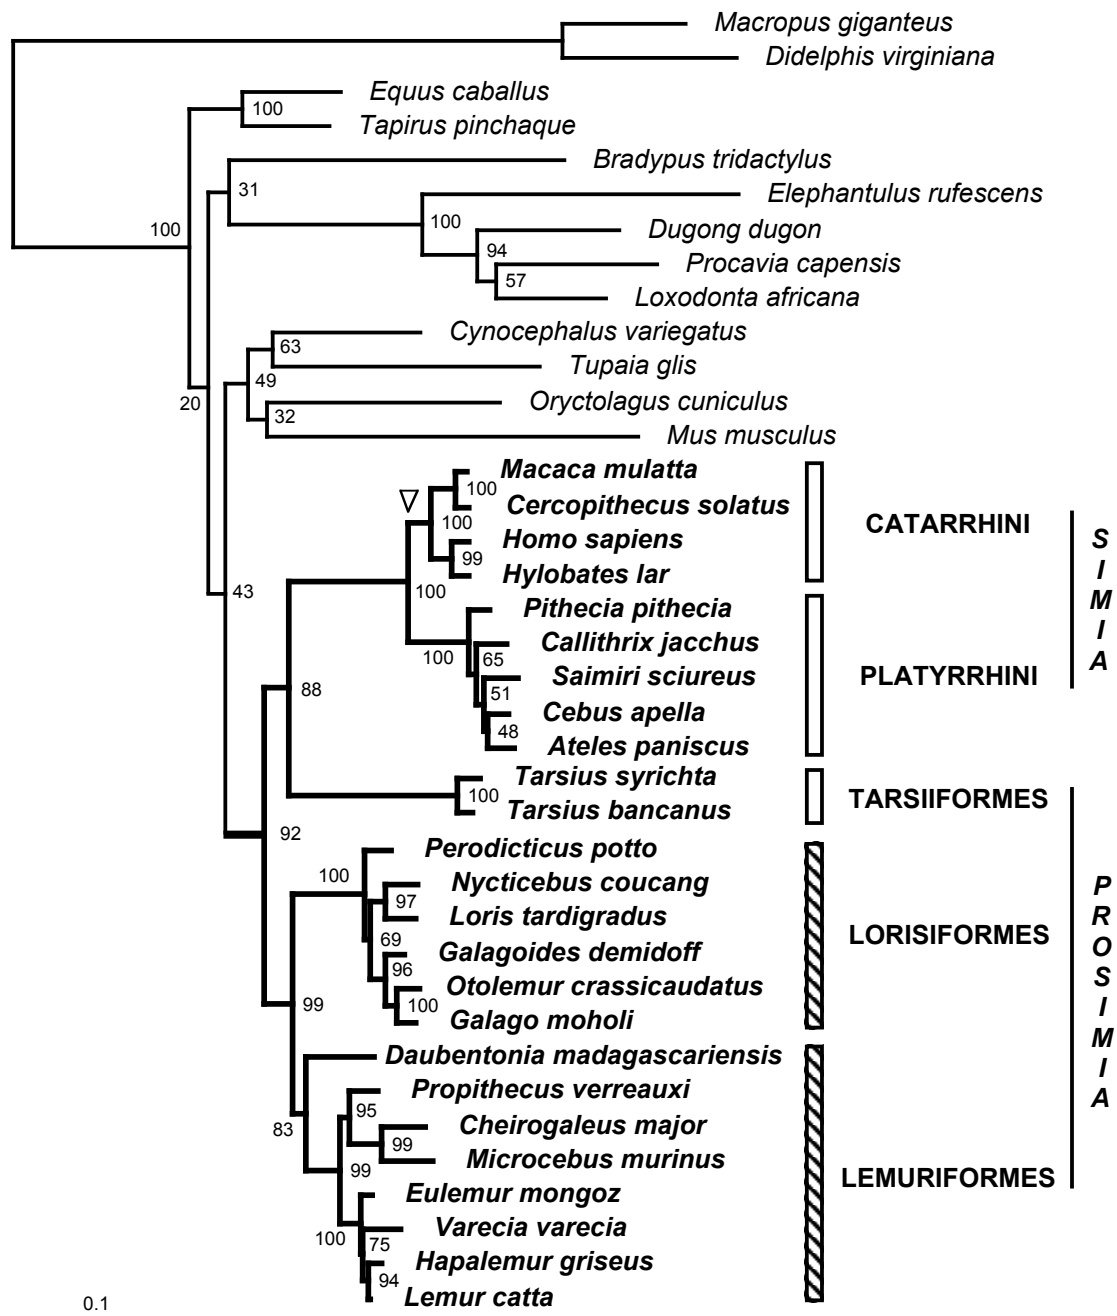 Macropus giganteus
Didelphis virginiana
Equus caballus
100
Tapirus pinchaque
Bradypus tridactylus
31
Elephantulus rufescens
100
100
Dugong dugon
94
Procavia capensis
57
Loxodonta africana
Cynocephalus variegatus
63
Tupaia glis
49
20
Oryctolagus cuniculus
32
Mus musculus
Macaca mulatta
100
Cercopithecus solatus
100
CATARRHINI
Homo sapiens
99
Hylobates lar
100
43
SIMIA
Pithecia pithecia
Callithrix jacchus
100
65
Saimiri sciureus
PLATYRRHINI
88
51
Cebus apella
48
Ateles paniscus
Tarsius syrichta
100
TARSIIFORMES
Tarsius bancanus
92
Perodicticus potto
100
Nycticebus coucang
97
Loris tardigradus
69
LORISIFORMES
Galagoides demidoff
96
Otolemur crassicaudatus
99
100
Galago moholi
PROSIMIA
Daubentonia madagascariensis
Propithecus verreauxi
95
83
Cheirogaleus major
99
Microcebus murinus
99
LEMURIFORMES
Eulemur mongoz
Varecia varecia
100
75
Hapalemur griseus
94
Lemur catta
0.1